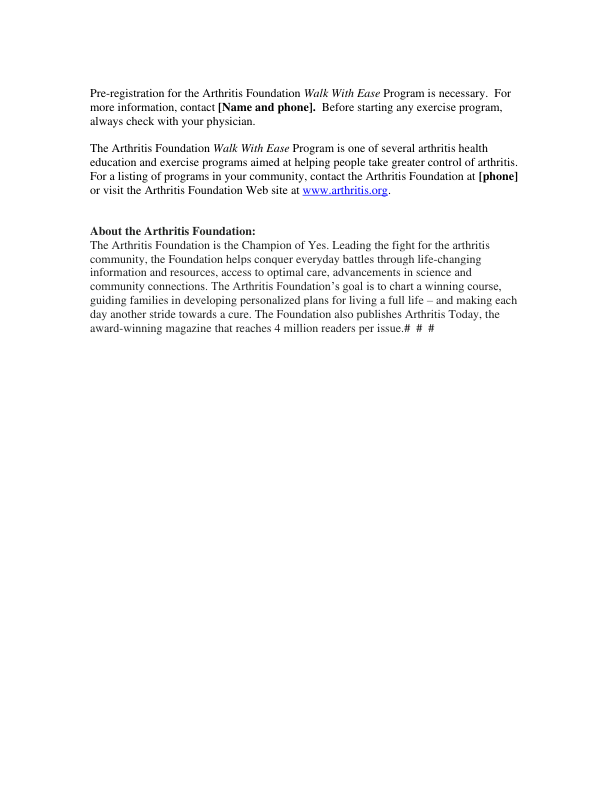 Pre-registration for the Arthritis Foundation Walk With Ease Program is necessary.  For
more information, contact [Name and phone].  Before starting any exercise program,
always check with your physician.
The Arthritis Foundation Walk With Ease Program is one of several arthritis health
education and exercise programs aimed at helping people take greater control of arthritis.
For a listing of programs in your community, contact the Arthritis Foundation at [phone]
or visit the Arthritis Foundation Web site at www.arthritis.org.
About the Arthritis Foundation:
The Arthritis Foundation is the Champion of Yes. Leading the fight for the arthritis
community, the Foundation helps conquer everyday battles through life-changing
information and resources, access to optimal care, advancements in science and
community connections. The Arthritis Foundation’s goal is to chart a winning course,
guiding families in developing personalized plans for living a full life – and making each
day another stride towards a cure. The Foundation also publishes Arthritis Today, the
award-winning magazine that reaches 4 million readers per issue.# # #